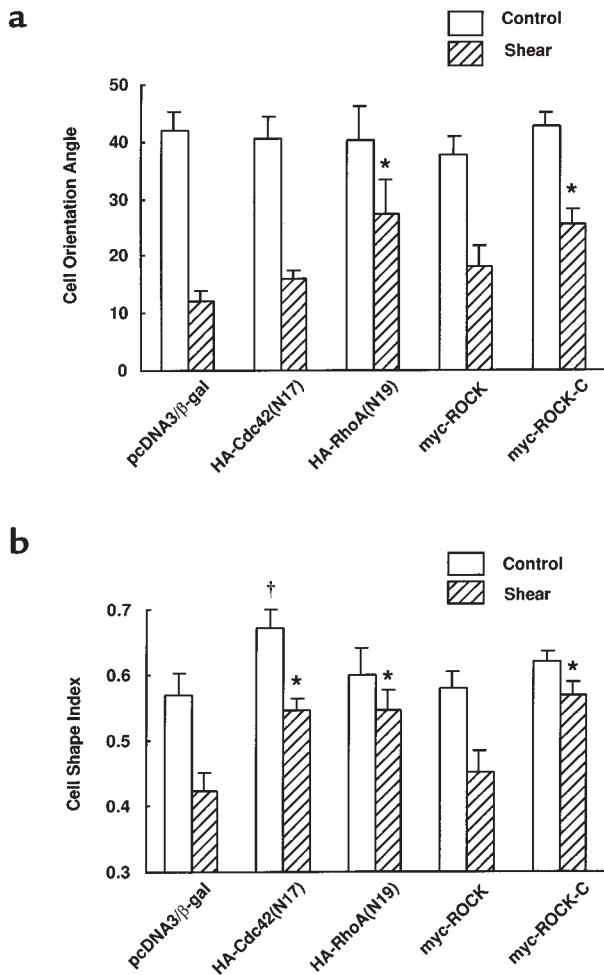 a
Control
Shear
50
40
30
20
10
0
Cell Orientation Angle
*
*
pcDNA3/β-gal
HA-Cdc42(N17)
HA-RhoA(N19)
myc-ROCK
myc-ROCK-C
b
Control
Shear
0.7
0.6
0.5
0.4
0.3
Cell Shape Index
†
*
*
*
pcDNA3/β-gal
HA-Cdc42(N17)
HA-RhoA(N19)
myc-ROCK
myc-ROCK-C